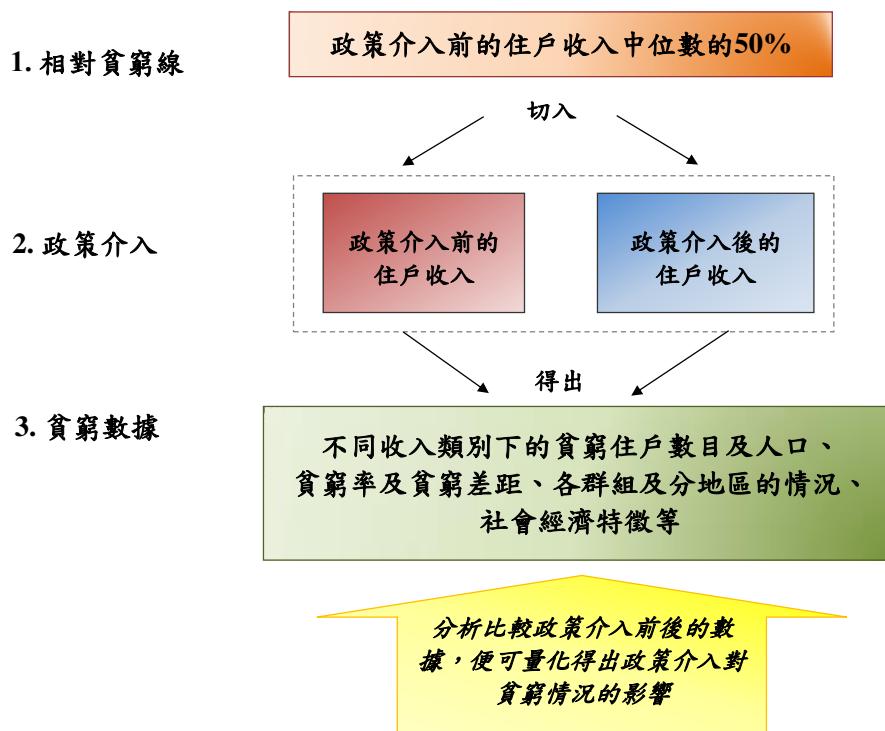 1. 相對貧窮線
政策介入前的住戶收入中位數的50%
切入
2. 政策介入
政策介入前的
住戶收入
政策介入後的
住戶收入
得出
3. 貧窮數據
不同收入類別下的貧窮住戶數目及人口、
貧窮率及貧窮差距、各群組及分地區的情況、
社會經濟特徵等
分析比較政策介入前後的數
據，便可量化得出政策介入對
貧窮情況的影響